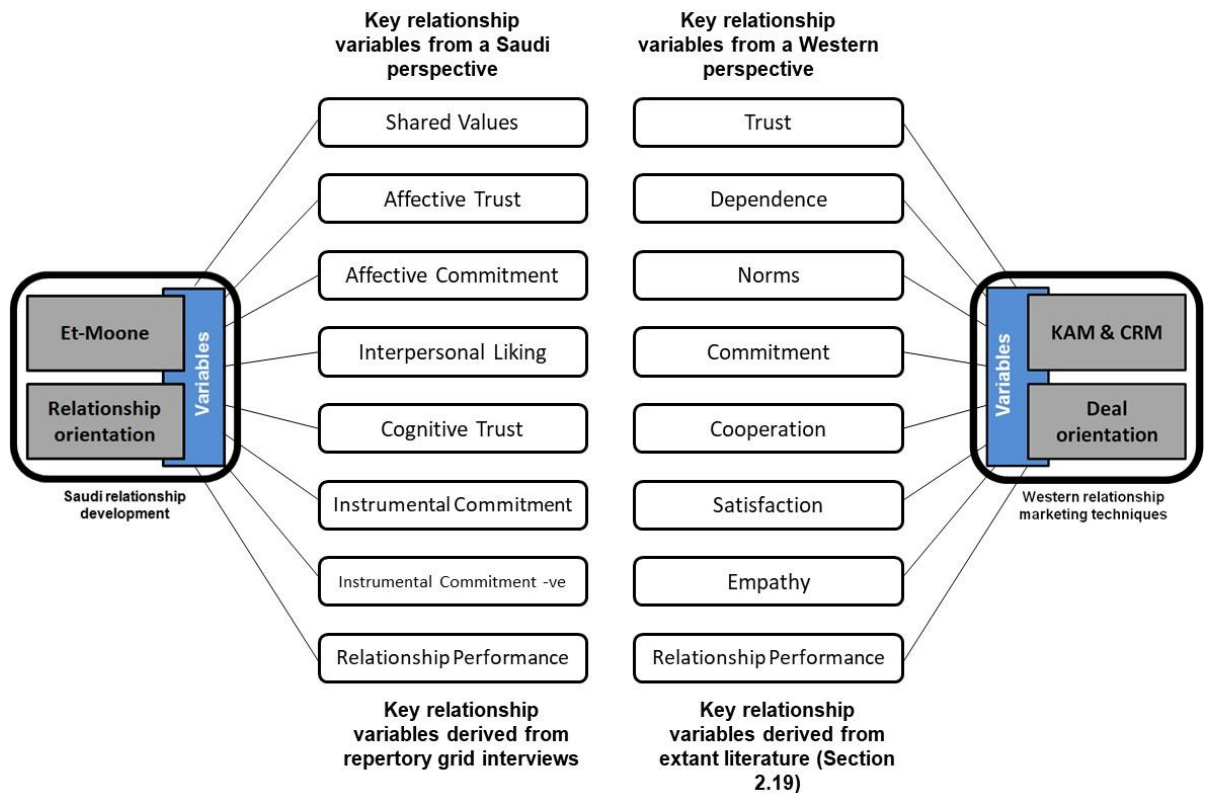 Key relationship
variables from a Saudi
perspective
Key relationship
variables from a Western
perspective
Shared Values
Affective Trust
Affective Commitment
Interpersonal Liking
Cognitive Trust
Instrumental Commitment
Instrumental Commitment -ve
Relationship Performance
Trust
Dependence
Norms
Commitment
Cooperation
Satisfaction
Empathy
Relationship Performance
Et-Moone
Relationship
orientation
Variables
Saudi relationship
development
Variables
KAM & CRM
Deal
orientation
Western relationship
marketing techniques
Key relationship
variables derived from
repertory grid interviews
Key relationship
variables derived from
extant literature (Section
2.19)